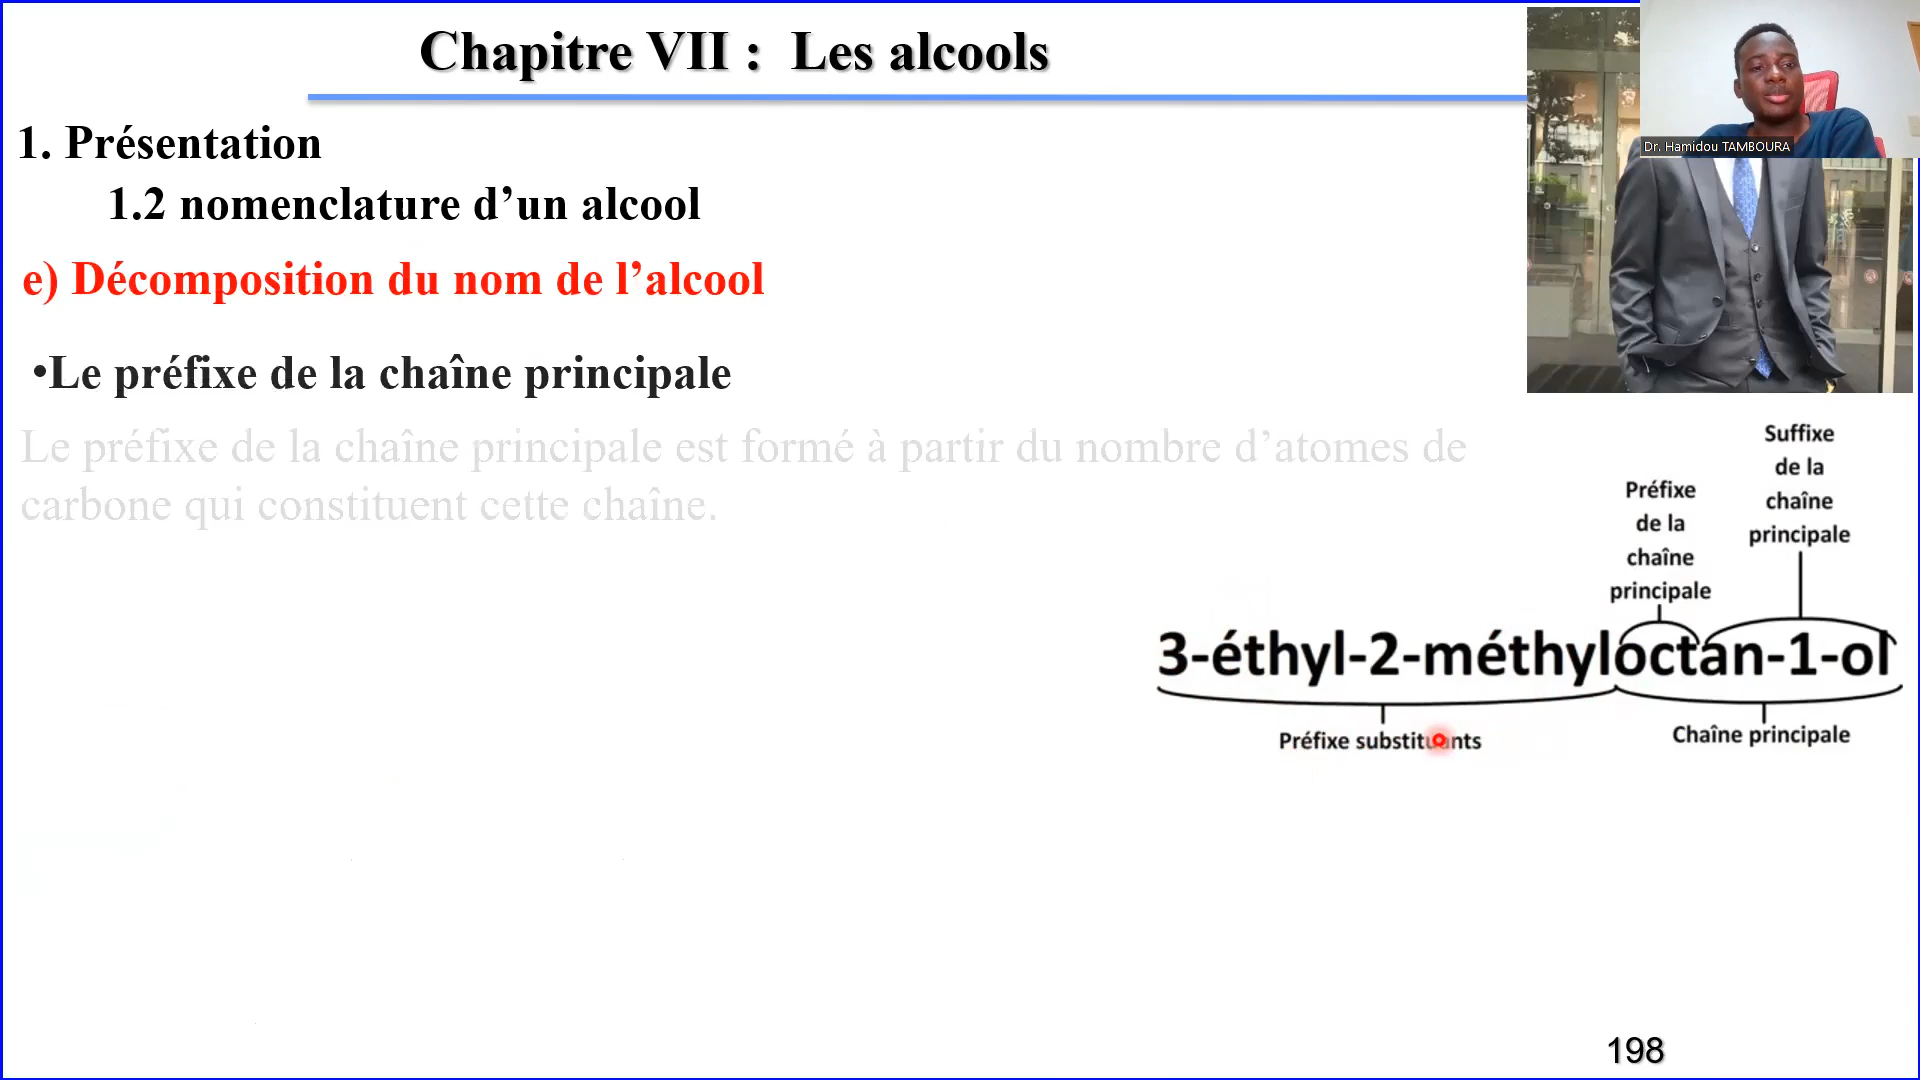 Chapitre VII : Les alcools
Dr. Hamidou TAMBOURA
1. Présentation
1.2 nomenclature d’un alcool
e) Décomposition du nom de l’alcool
•Le préfixe de la chaîne principale
Le préfixe de la chaîne principale est formé à partir du nombre d’atomes de
carbone qui constituent cette chaîne.
Suffixe
de la
chaîne
principale
Préfixe
de la
chaîne
principale
3-éthyl-2-méthyloctan-1-ol
Préfixe substituants
Chaîne principale
198